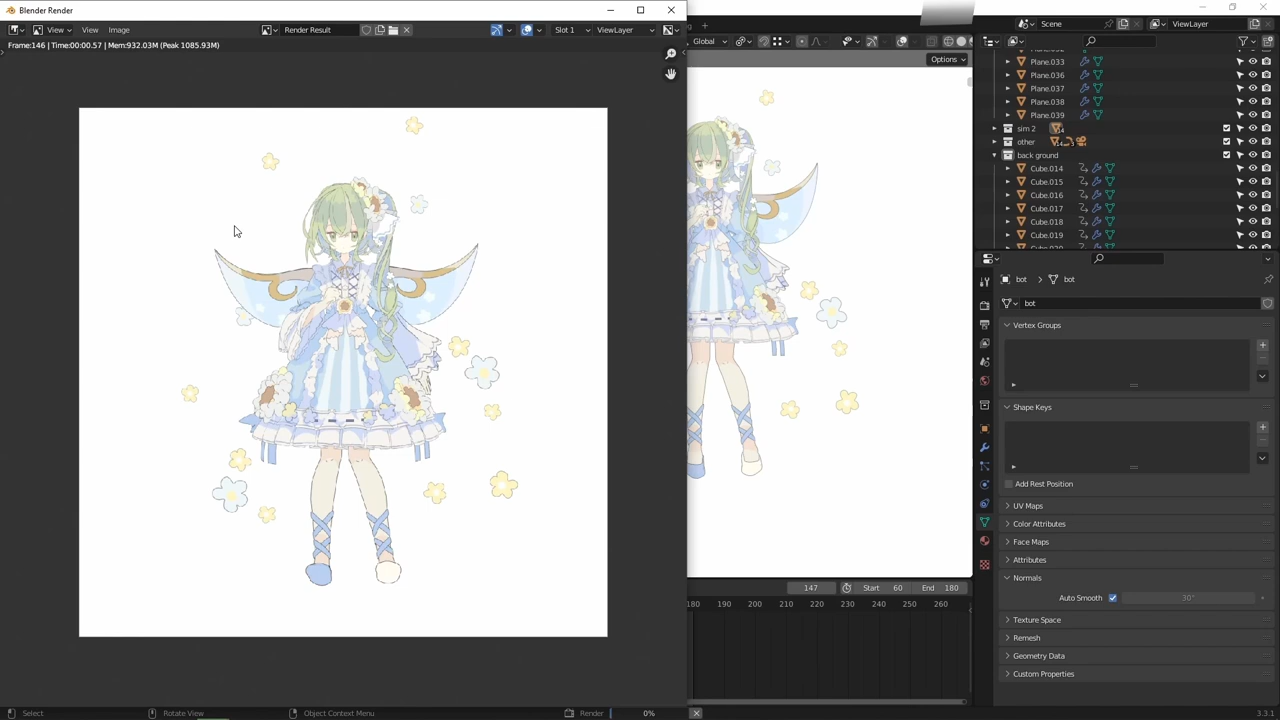 Blender Render
View
View
Image
Render Result
Slot 1
ViewLayer
Frame:146 | Time:00:00.57 | Mem:932.03M (Peak 1085.93M)
Global
Options
Scene
ViewLayer
Plane.033
Plane.036
Plane.037
Plane.038
Plane.039
sim 2
other
back ground
Cube.014
Cube.015
Cube.016
Cube.017
Cube.018
Cube.019
bot
bot
bot
Vertex Groups
Shape Keys
Add Rest Position
UV Maps
Color Attributes
Face Maps
Attributes
Normals
Auto Smooth
30°
Texture Space
Remesh
Geometry Data
Custom Properties
147
Start 60
End 180
180 190 200 210 220 230 240 250 260
Select
Rotate View
Object Context Menu
Render
0%
3.3.1